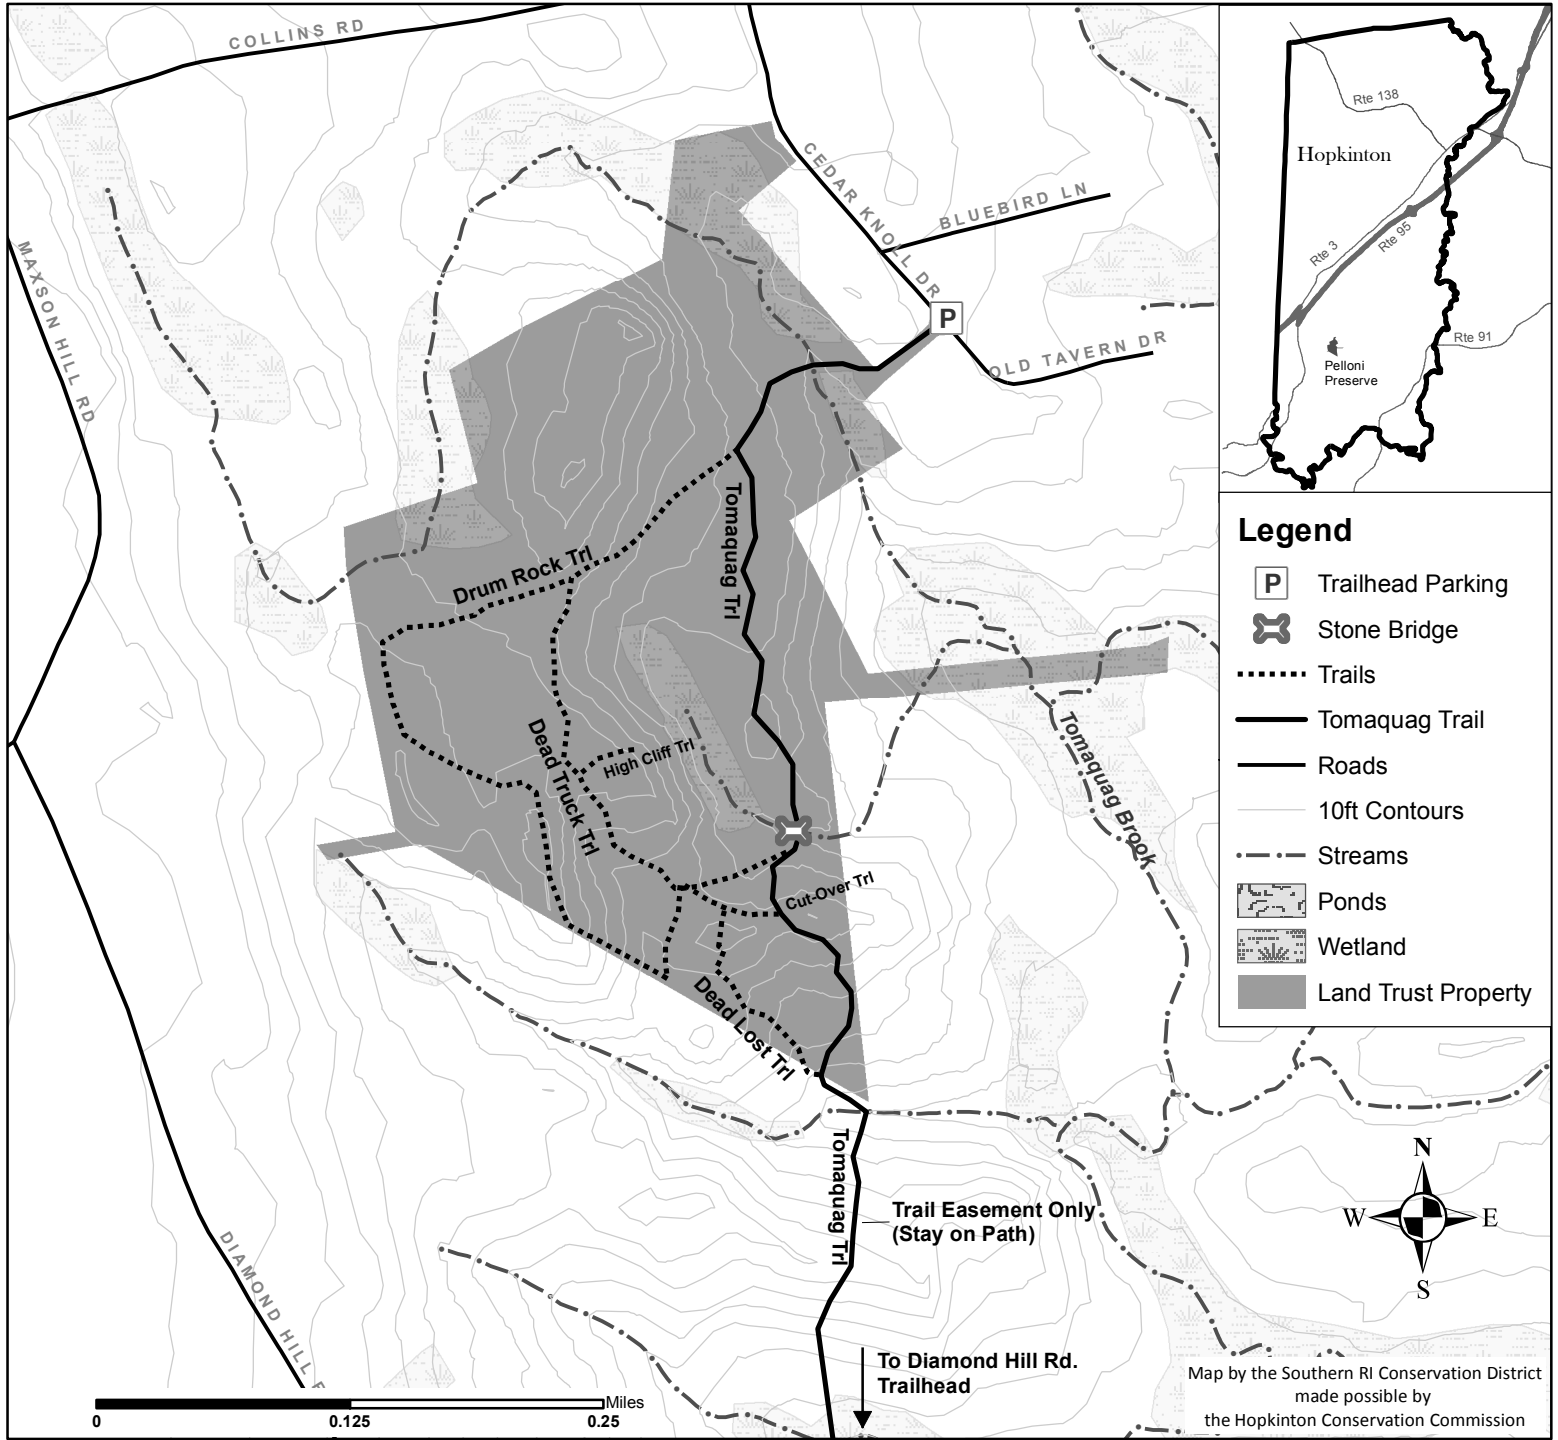 COLLINS RD
MAXSON HILL RD
CEDAR KNOLL DR
BLUEBIRD LN
P
OLD TAVERN DR
Tomaquag Trl
Drum Rock Trl
Dead Truck Trl
High Cliff Trl
Tomaquag Brook
Cut-Over Trl
Dead Lost Trl
Tomaquag Trl
Trail Easement Only
(Stay on Path)
DIAMOND HILL
To Diamond Hill Rd.
Trailhead
Miles
0
0.125
0.25
Rte 138
Hopkinton
Rte 3
Rte 95
Rte 91
Pelloni
Preserve
Legend
P
Trailhead Parking
Stone Bridge
Trails
Tomaquag Trail
Roads
10ft Contours
Streams
Ponds
Wetland
Land Trust Property
N
W
E
S
Map by the Southern RI Conservation District
made possible by
the Hopkinton Conservation Commission